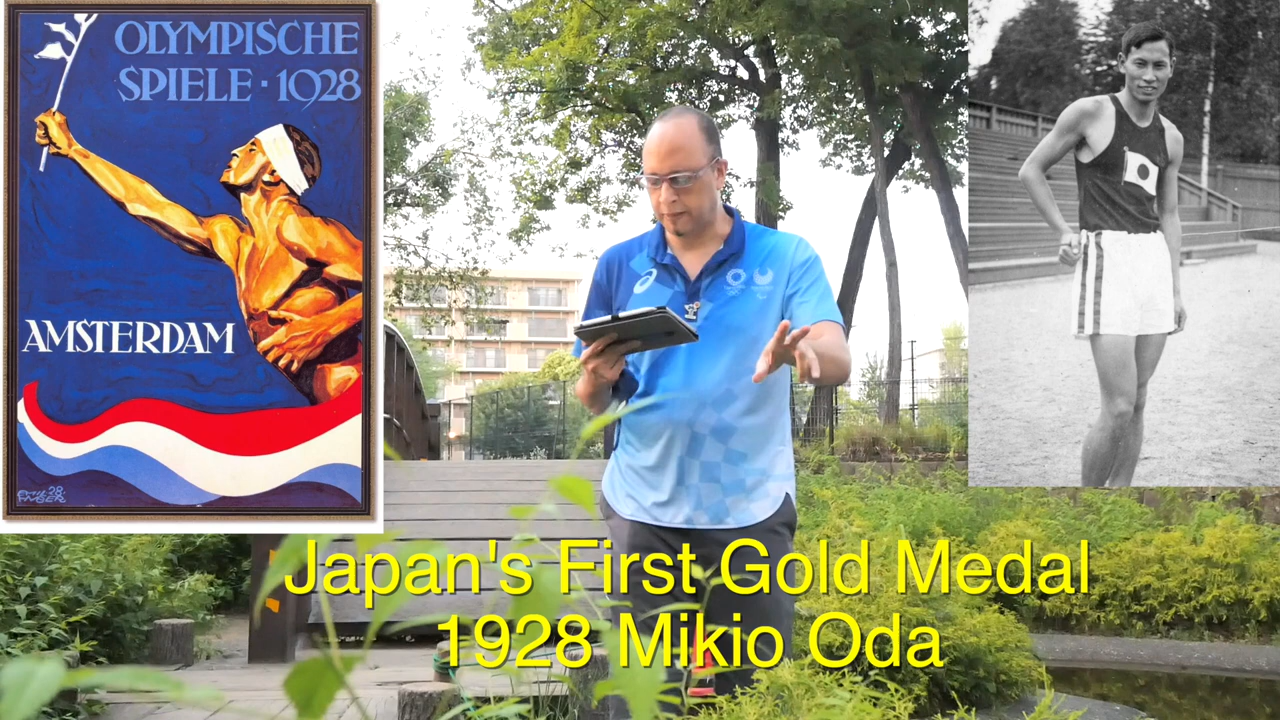 OLYMPISCHE
SPIELE · 1928
AMSTERDAM
Japan's First Gold Medal
1928 Mikio Oda